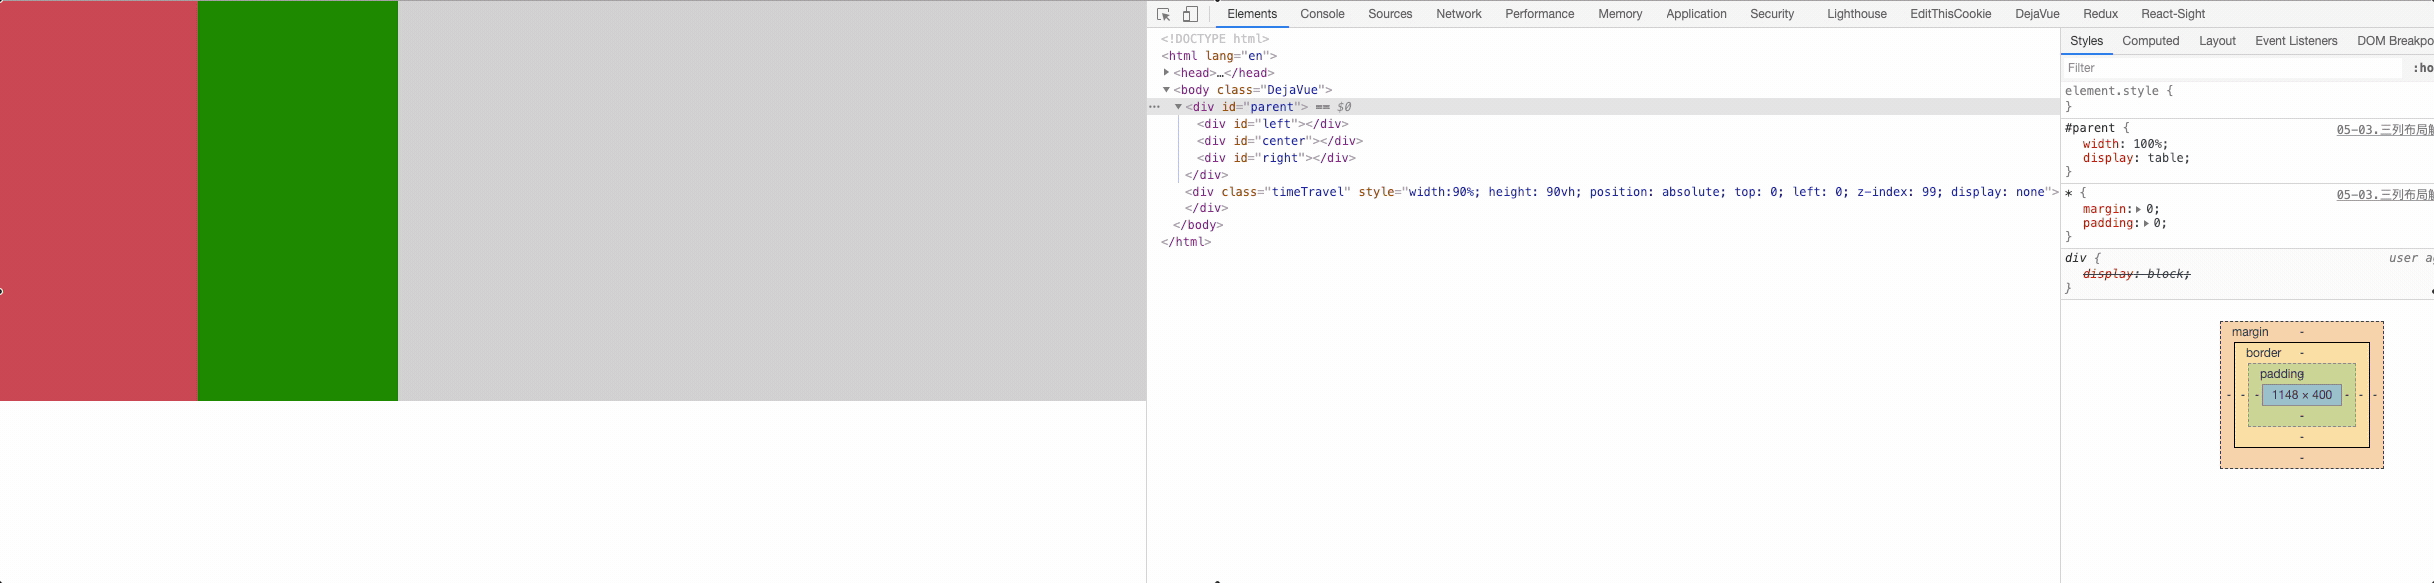 Elements Console Sources Network Performance Memory Application Security Lighthouse EditThisCookie DejaVue Redux React-Sight
<!DOCTYPE html>
<html lang="en">
<head>…</head>
<body class="DejaVue">
<div id="parent"> == $0
<div id="left"></div>
<div id="center"></div>
<div id="right"></div>
</div>
<div class="timeTravel" style="width:90%; height: 90vh; position: absolute; top: 0; left: 0; z-index: 99; display: none">
</div>
</body>
</html>
Styles Computed Layout Event Listeners DOM Breakpo
Filter :ho
element.style {
}
#parent { 05-03.三列布局
width: 100%;
display: table;
}
* { 05-03.三列布局
margin: 0;
padding: 0;
}
div { user a
display: block;
}
margin -
border -
padding -
- - - 1148 × 400 - - -
-
-
-